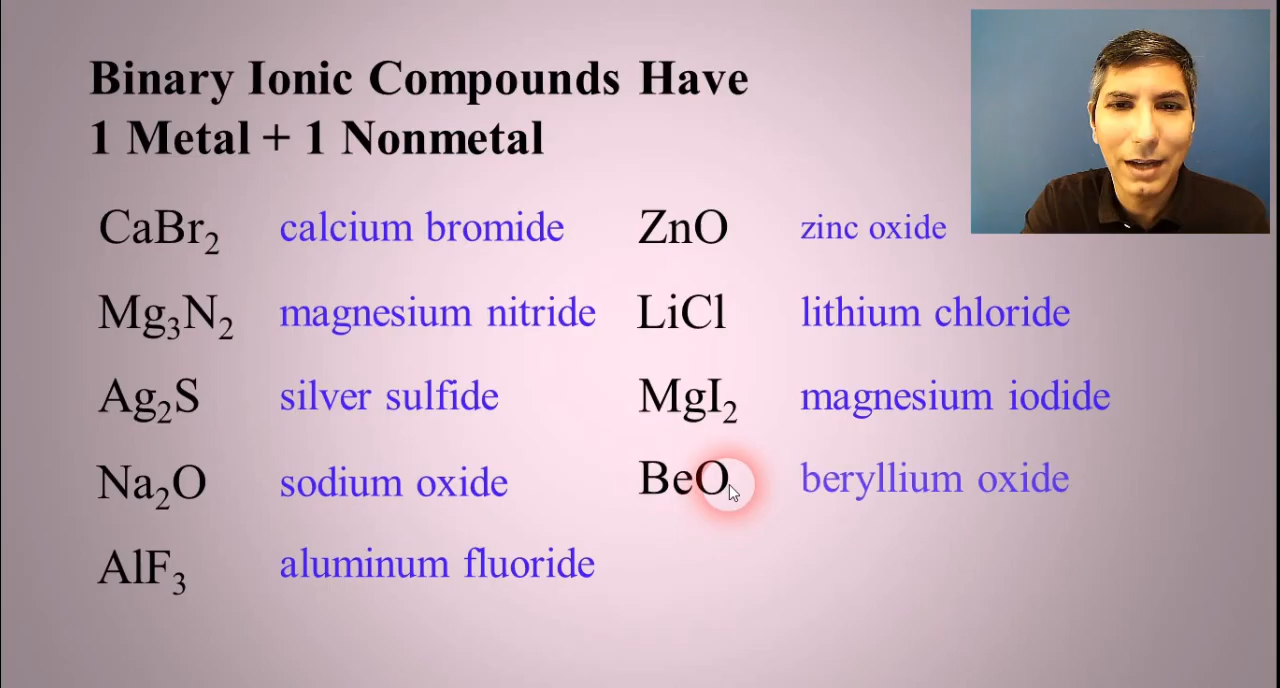 Binary Ionic Compounds Have
1 Metal + 1 Nonmetal
CaBr₂ calcium bromide ZnO zinc oxide
Mg₃N₂ magnesium nitride LiCl lithium chloride
Ag₂S silver sulfide MgI₂ magnesium iodide
Na₂O sodium oxide BeO beryllium oxide
AlF₃ aluminum fluoride